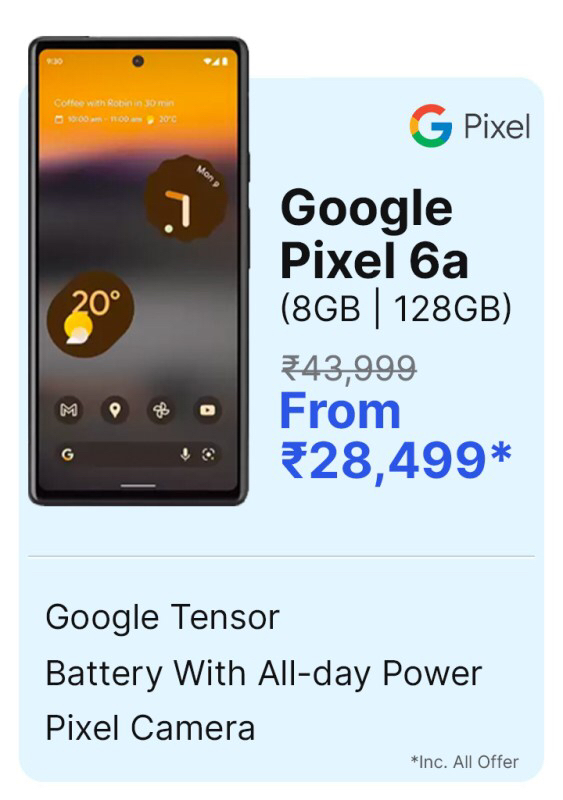 9:30
Coffee with Robin in 30 min
10:00 am - 11:00 am 20°C
Mon 9
20°
G Pixel
Google
Pixel 6a
(8GB | 128GB)
₹43,999
From
₹28,499*
Google Tensor
Battery With All-day Power
Pixel Camera
*Inc. All Offer